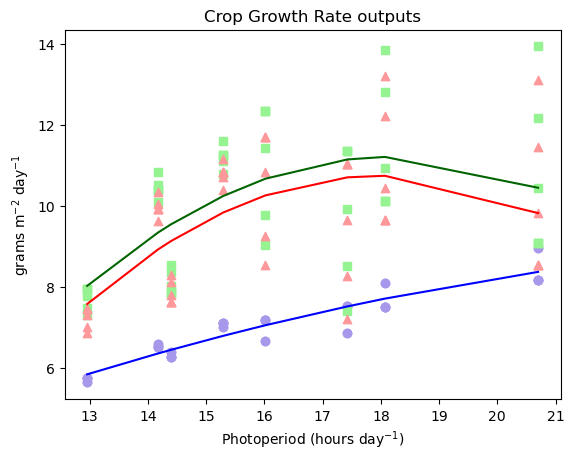 Crop Growth Rate outputs
14
12
10
8
6
grams m⁻² day⁻¹
13 14 15 16 17 18 19 20 21
Photoperiod (hours day⁻¹)